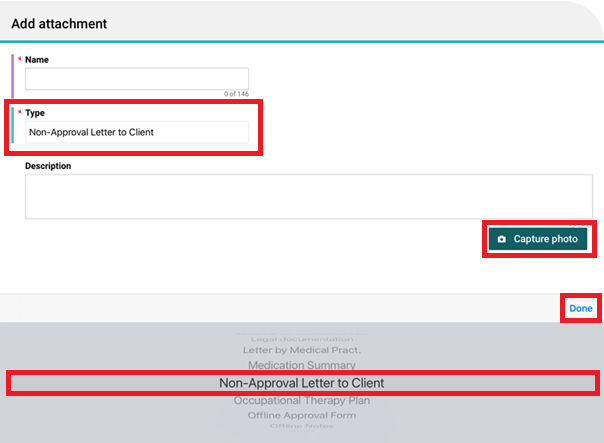 Add attachment
* Name
0 of 146
* Type
Non-Approval Letter to Client
Description
Capture photo
Done
Legal documentation
Letter by Medical Pract.
Medication Summary
Non-Approval Letter to Client
Occupational Therapy Plan
Offline Approval Form
Offline Notes